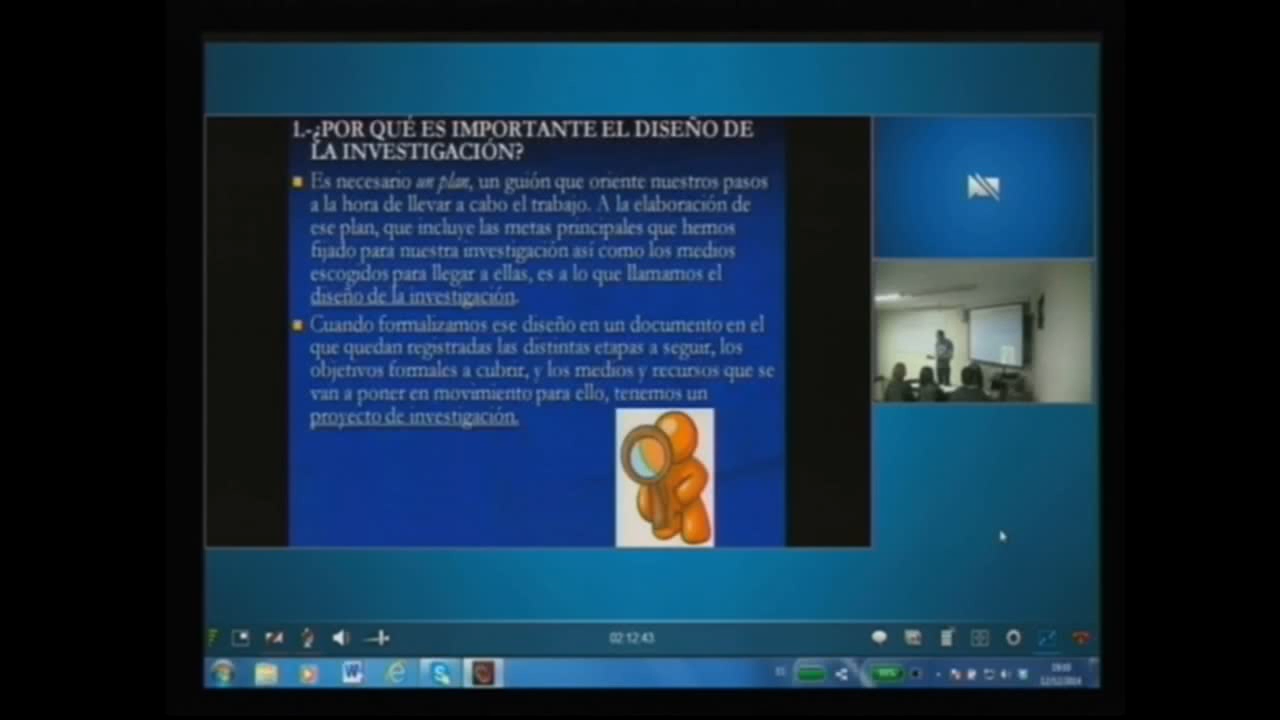 1.-¿POR QUÉ ES IMPORTANTE EL DISEÑO DE
LA INVESTIGACIÓN?
Es necesario un plan, un guión que oriente nuestros pasos
a la hora de llevar a cabo el trabajo. A la elaboración de
ese plan, que incluye las metas principales que hemos
fijado para nuestra investigación así como los medios
escogidos para llegar a ellas, es a lo que llamamos el
diseño de la investigación.
Cuando formalizamos ese diseño en un documento en el
que quedan registradas las distintas etapas a seguir, los
objetivos formales a cubrir, y los medios y recursos que se
van a poner en movimiento para ello, tenemos un
proyecto de investigación.
02:12:43
ES